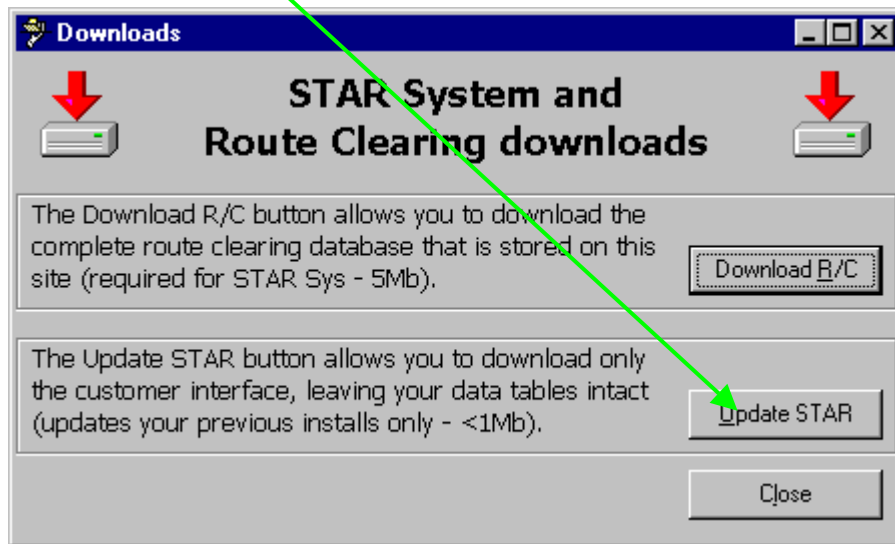 Downloads
STAR System and
Route Clearing downloads
The Download R/C button allows you to download the
complete route clearing database that is stored on this
site (required for STAR Sys - 5Mb).
Download R/C
The Update STAR button allows you to download only
the customer interface, leaving your data tables intact
(updates your previous installs only - <1Mb).
Update STAR
Close